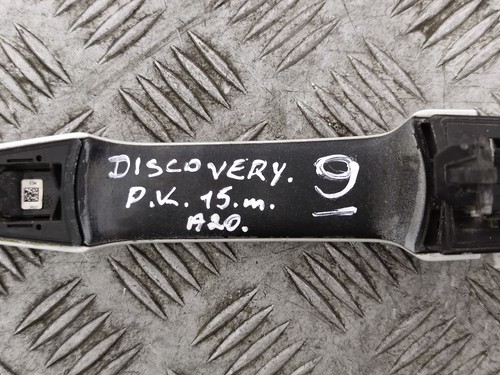 DISCOVERY. 9
P.K. 15.m.
A20.